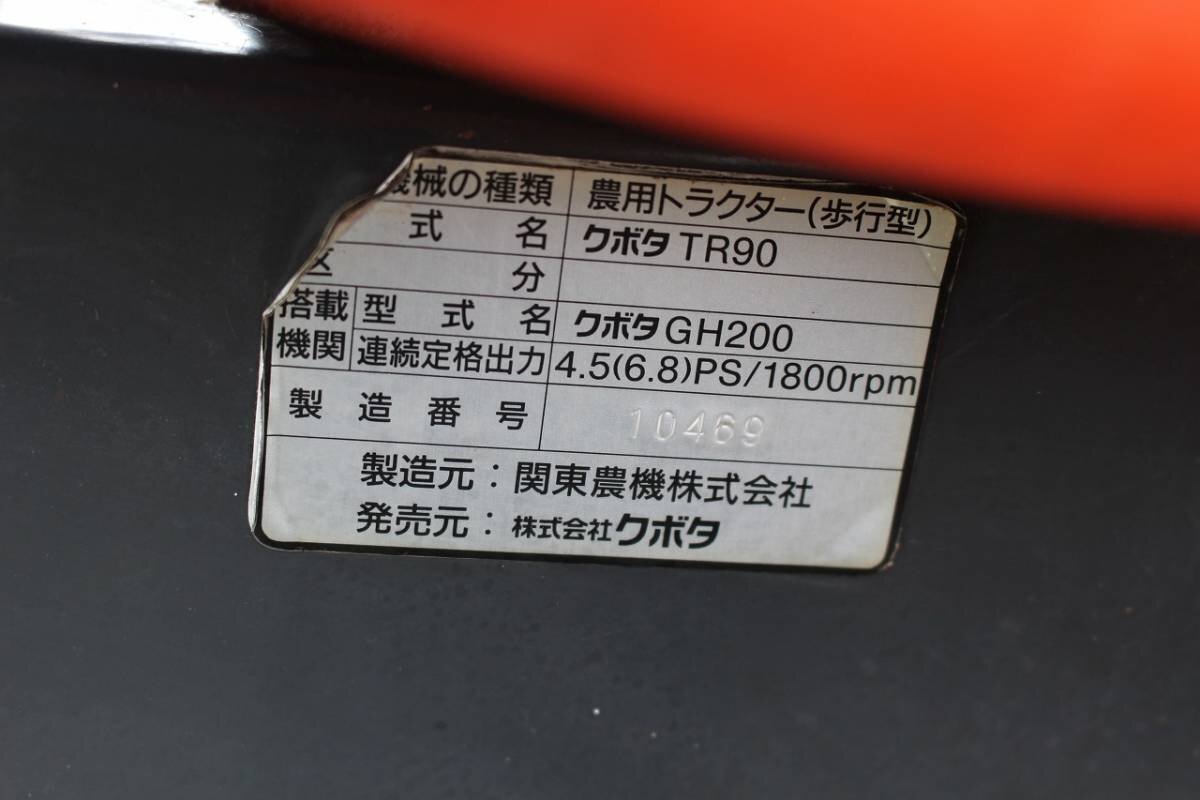 機械の種類 農用トラクター(歩行型)
式名 クボタTR90
区分
搭載機関 型式名 クボタGH200
連続定格出力 4.5(6.8)PS/1800rpm
製造番号 10469
製造元：関東農機株式会社
発売元：株式会社クボタ